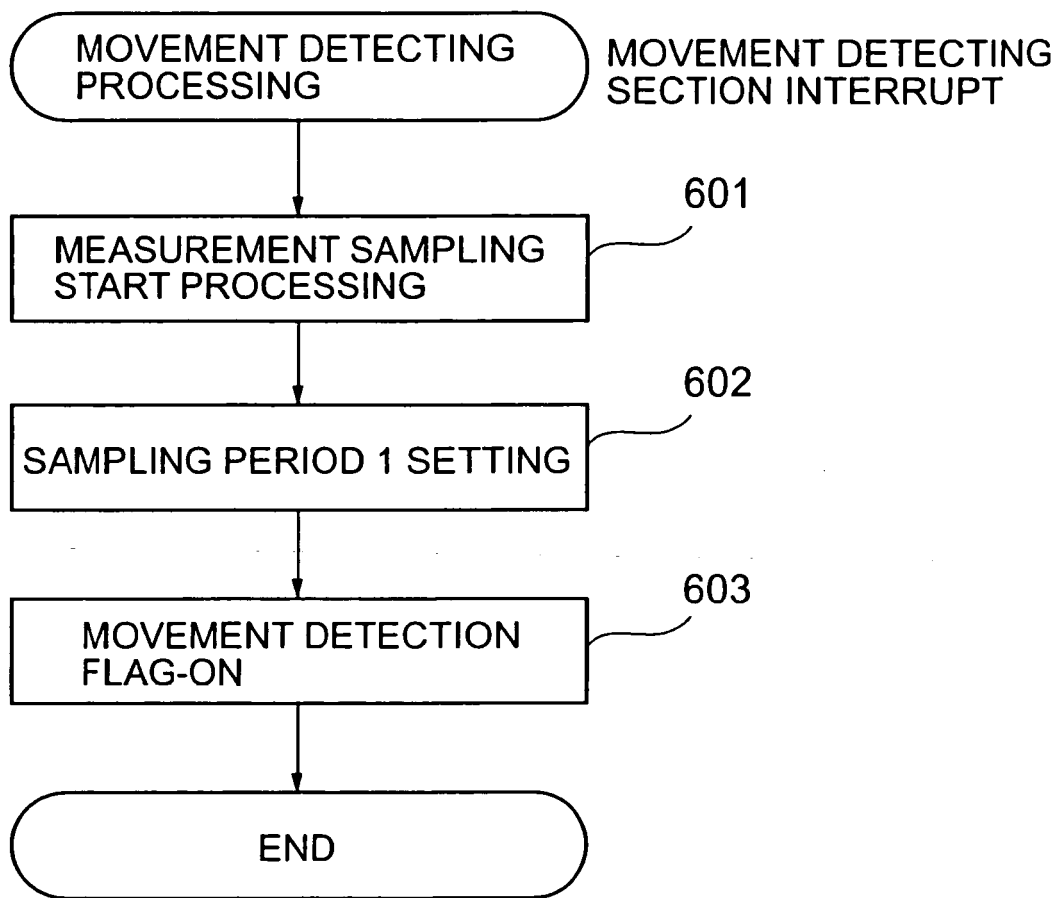 MOVEMENT DETECTING
PROCESSING
MOVEMENT DETECTING
SECTION INTERRUPT
601
MEASUREMENT SAMPLING
START PROCESSING
602
SAMPLING PERIOD 1 SETTING
603
MOVEMENT DETECTION
FLAG-ON
END